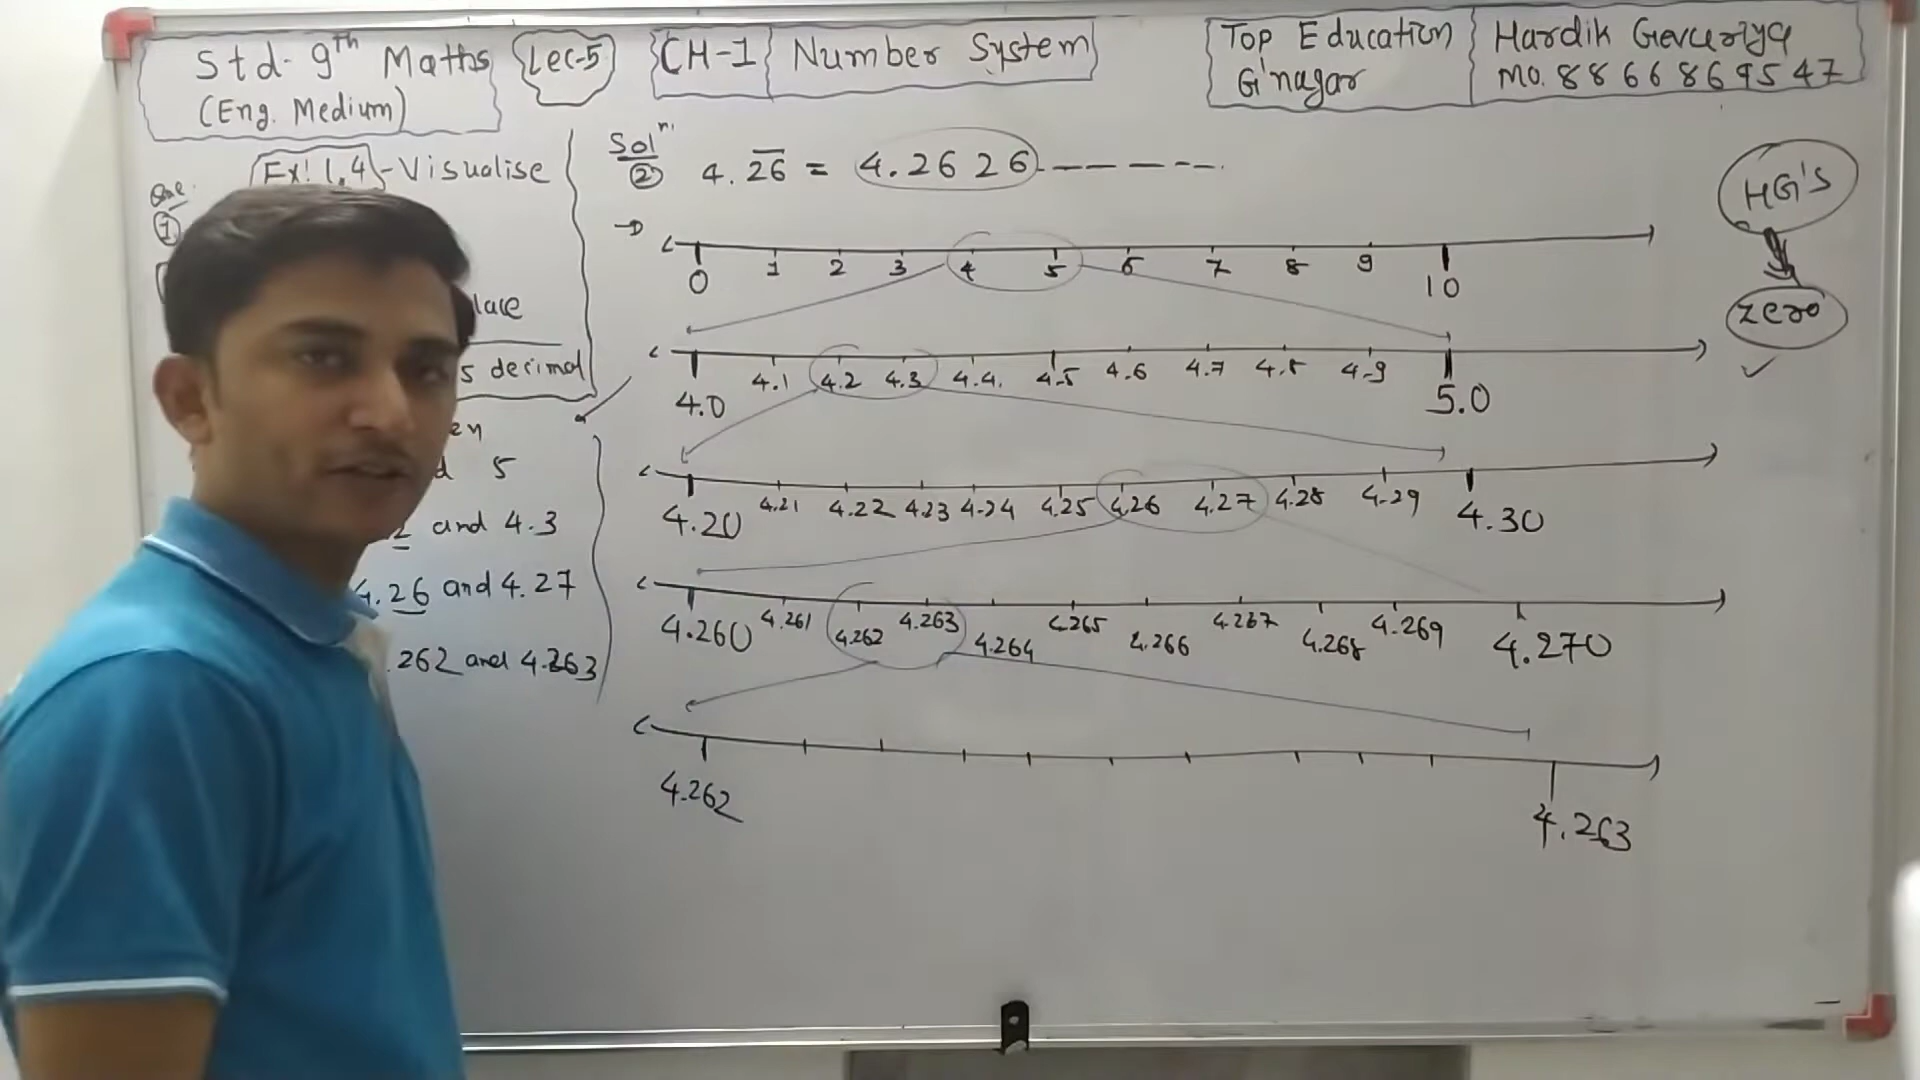 Std. 9th Maths
(Eng. Medium)
Lec-5
CH-1
Number System
Top Education
G'nagar
Hardik Gevariya
Mo. 8866869547
Ex! 1.4 - Visualise
①
lace
5 decimal
en
d 5
2 and 4.3
4.26 and 4.27
.262 and 4.263
Soln
② 4.2̅6̅ = 4.2626
0 1 2 3 4 5 6 7 8 9 10
4.0 4.1 4.2 4.3 4.4. 4.5 4.6 4.7 4.8 4.9 5.0
4.20 4.21 4.22 4.23 4.24 4.25 4.26 4.27 4.28 4.29 4.30
4.260 4.261 4.262 4.263 4.264 4.265 4.266 4.267 4.268 4.269 4.270
4.262 4.263
HG'S
Zero